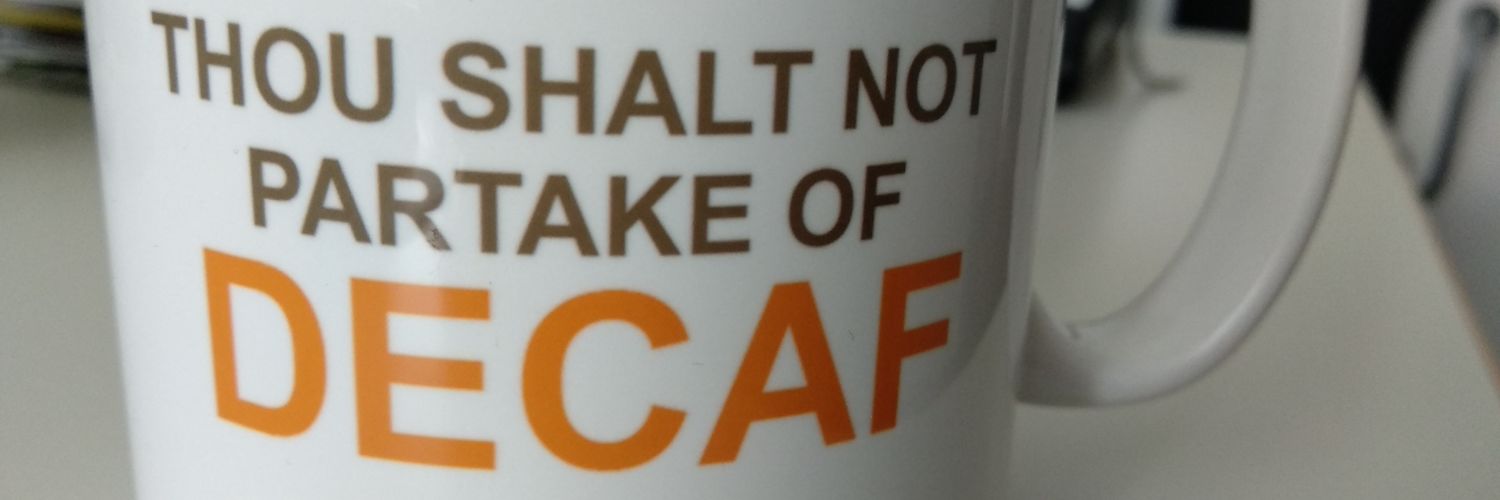 THOU SHALT NOT
PARTAKE OF
DECAF